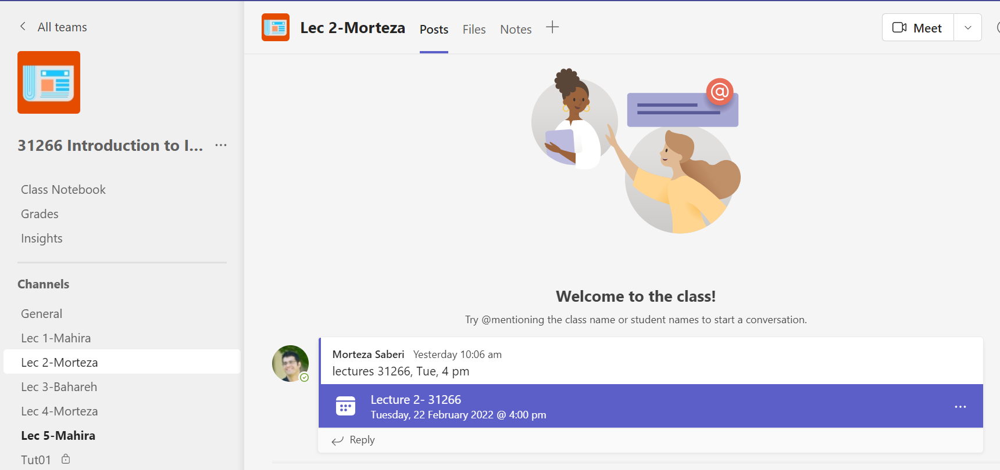 All teams
31266 Introduction to I...
Class Notebook
Grades
Insights
Channels
General
Lec 1-Mahira
Lec 2-Morteza
Lec 3-Bahareh
Lec 4-Morteza
Lec 5-Mahira
Tut01
Lec 2-Morteza Posts Files Notes +
Meet
@
Welcome to the class!
Try @mentioning the class name or student names to start a conversation.
Morteza Saberi Yesterday 10:06 am
lectures 31266, Tue, 4 pm
Lecture 2- 31266
Tuesday, 22 February 2022 @ 4:00 pm
Reply